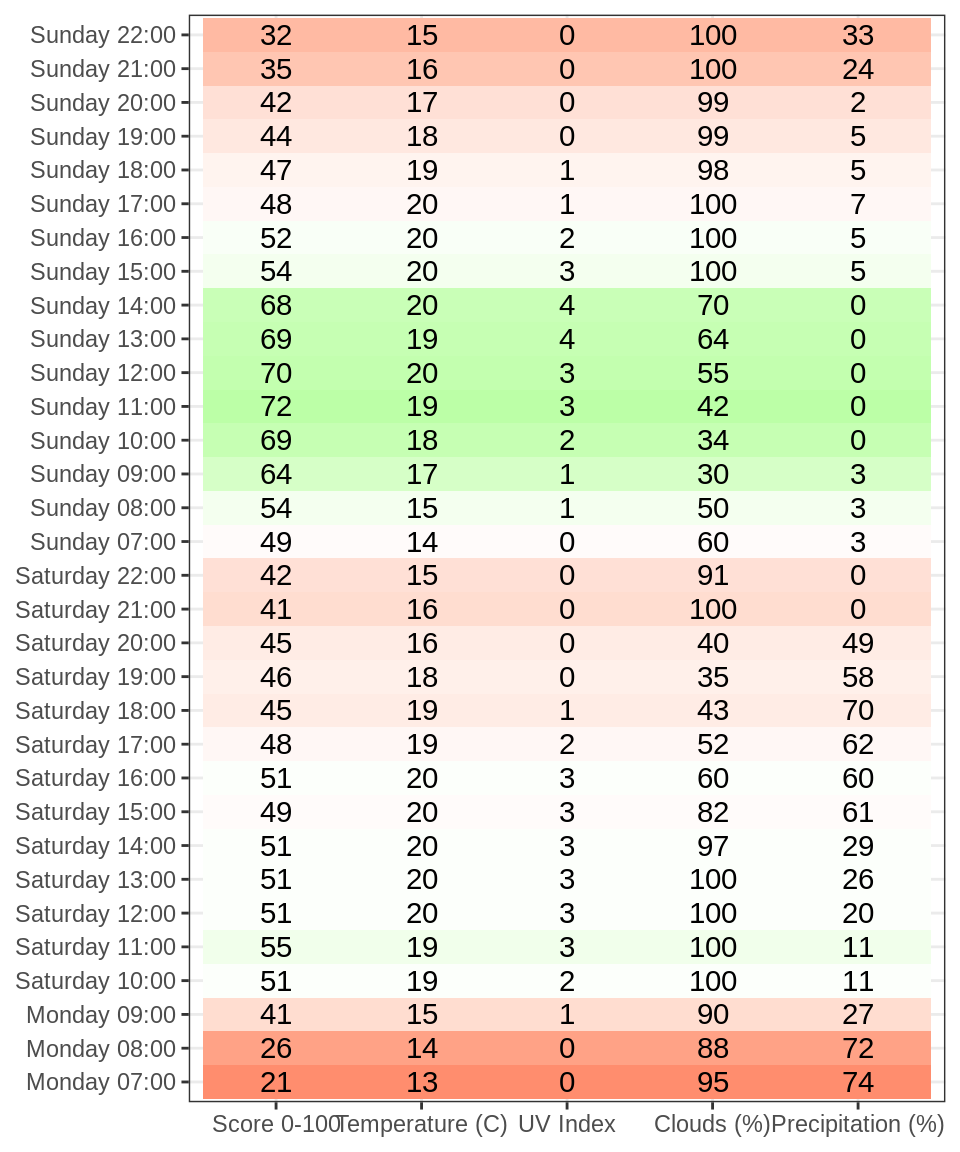 Sunday 22:00 32 15 0 100 33
Sunday 21:00 35 16 0 100 24
Sunday 20:00 42 17 0 99 2
Sunday 19:00 44 18 0 99 5
Sunday 18:00 47 19 1 98 5
Sunday 17:00 48 20 1 100 7
Sunday 16:00 52 20 2 100 5
Sunday 15:00 54 20 3 100 5
Sunday 14:00 68 20 4 70 0
Sunday 13:00 69 19 4 64 0
Sunday 12:00 70 20 3 55 0
Sunday 11:00 72 19 3 42 0
Sunday 10:00 69 18 2 34 0
Sunday 09:00 64 17 1 30 3
Sunday 08:00 54 15 1 50 3
Sunday 07:00 49 14 0 60 3
Saturday 22:00 42 15 0 91 0
Saturday 21:00 41 16 0 100 0
Saturday 20:00 45 16 0 40 49
Saturday 19:00 46 18 0 35 58
Saturday 18:00 45 19 1 43 70
Saturday 17:00 48 19 2 52 62
Saturday 16:00 51 20 3 60 60
Saturday 15:00 49 20 3 82 61
Saturday 14:00 51 20 3 97 29
Saturday 13:00 51 20 3 100 26
Saturday 12:00 51 20 3 100 20
Saturday 11:00 55 19 3 100 11
Saturday 10:00 51 19 2 100 11
Monday 09:00 41 15 1 90 27
Monday 08:00 26 14 0 88 72
Monday 07:00 21 13 0 95 74
Score 0-100 Temperature (C) UV Index Clouds (%) Precipitation (%)